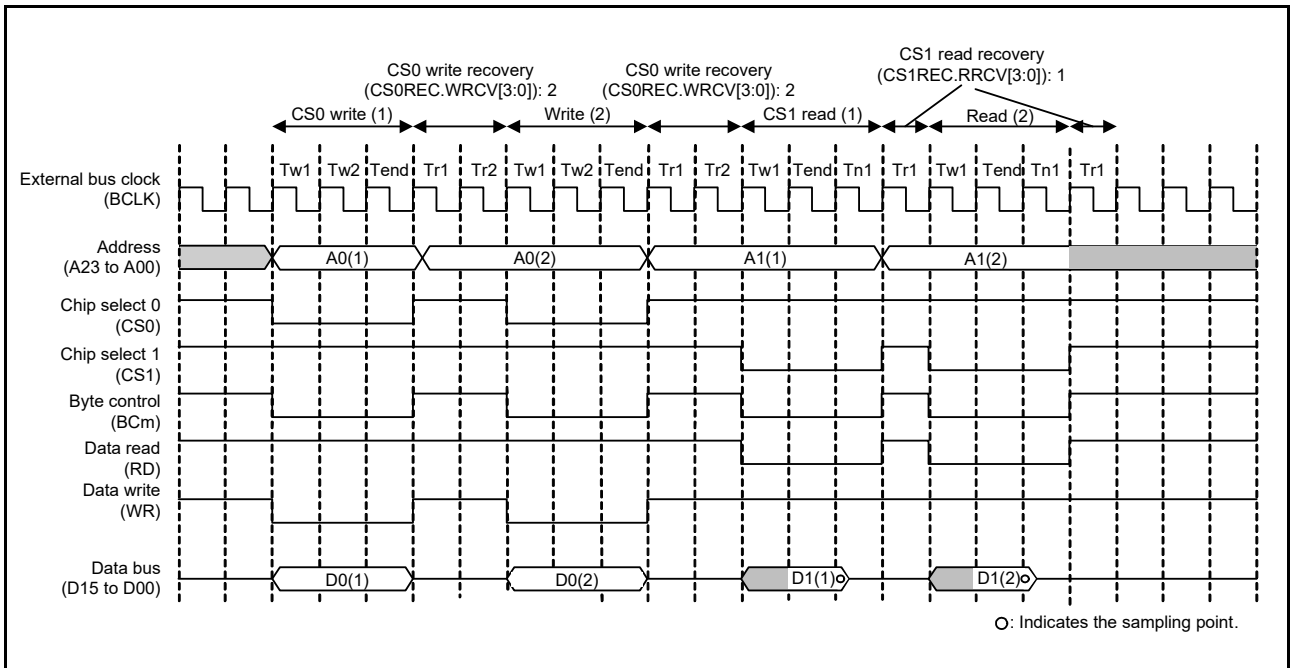 CS1 read recovery
(CS1REC.RRCV[3:0]): 1
CS0 write recovery
(CS0REC.WRCV[3:0]): 2
CS0 write recovery
(CS0REC.WRCV[3:0]): 2
CS0 write (1)
Write (2)
CS1 read (1)
Read (2)
Tw1 Tw2 Tend Tr1 Tr2 Tw1 Tw2 Tend Tr1 Tr2 Tw1 Tend Tn1 Tr1 Tw1 Tend Tn1 Tr1
External bus clock
(BCLK)
Address
(A23 to A00)
A0(1) A0(2) A1(1) A1(2)
Chip select 0
(CS0)
Chip select 1
(CS1)
Byte control
(BCm)
Data read
(RD)
Data write
(WR)
Data bus
(D15 to D00)
D0(1) D0(2) D1(1) D1(2)
: Indicates the sampling point.